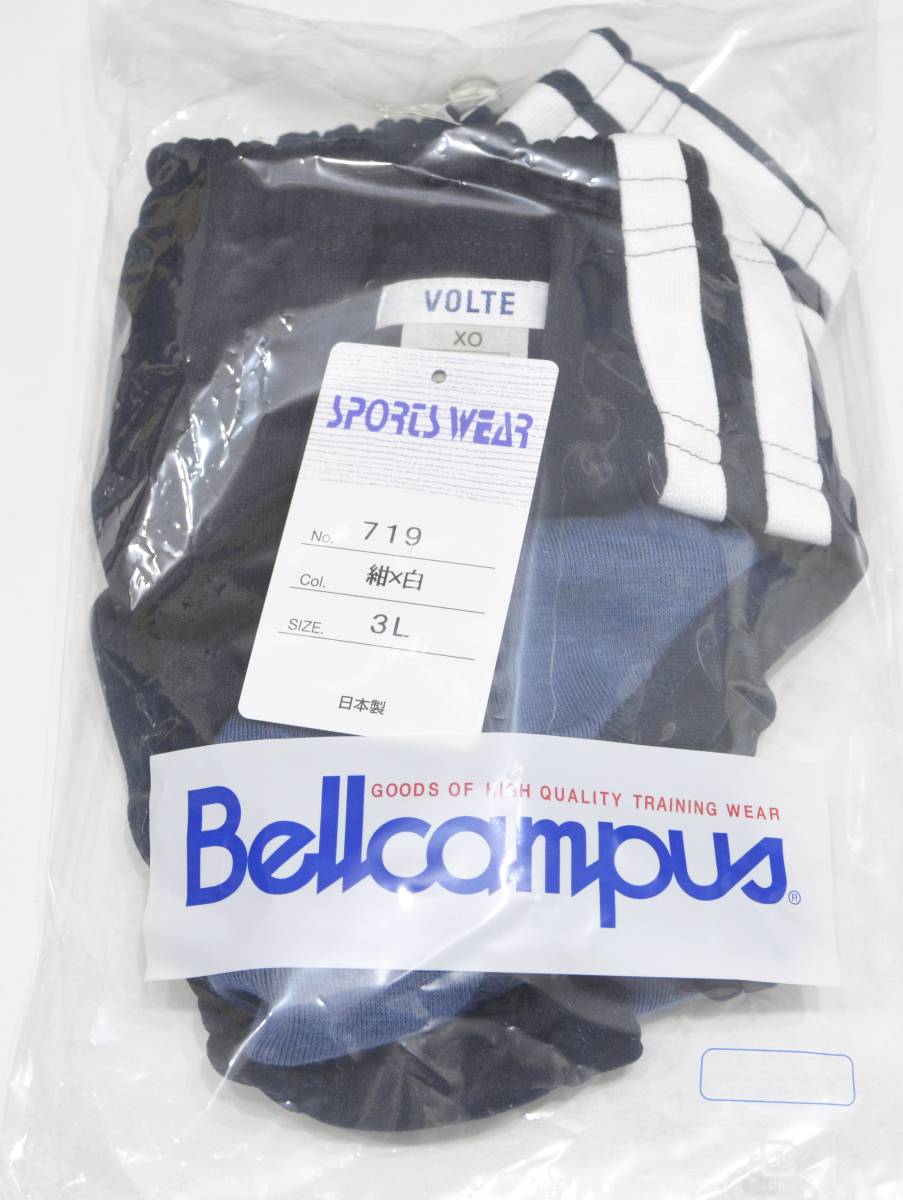 VOLTE
XO
SPORTS WEAR
No. 719
Col. 紺×白
SIZE. 3L
日本製
GOODS OF HIGH QUALITY TRAINING WEAR
Bellcampus®